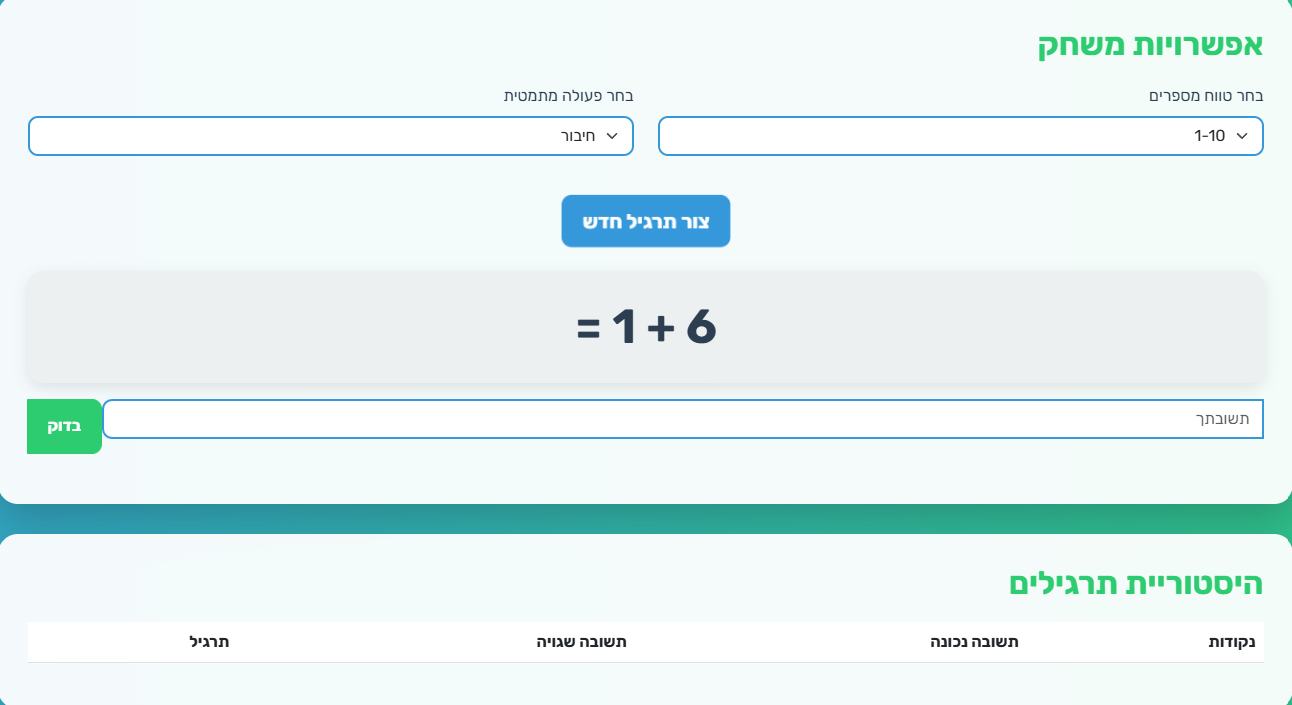 אפשרויות משחק
בחר טווח מספרים
בחר פעולה מתמטית
1-10
חיבור
צור תרגיל חדש
6 + 1 =
תשובתך
בדוק
היסטוריית תרגילים
נקודות תשובה נכונה תשובה שגויה תרגיל